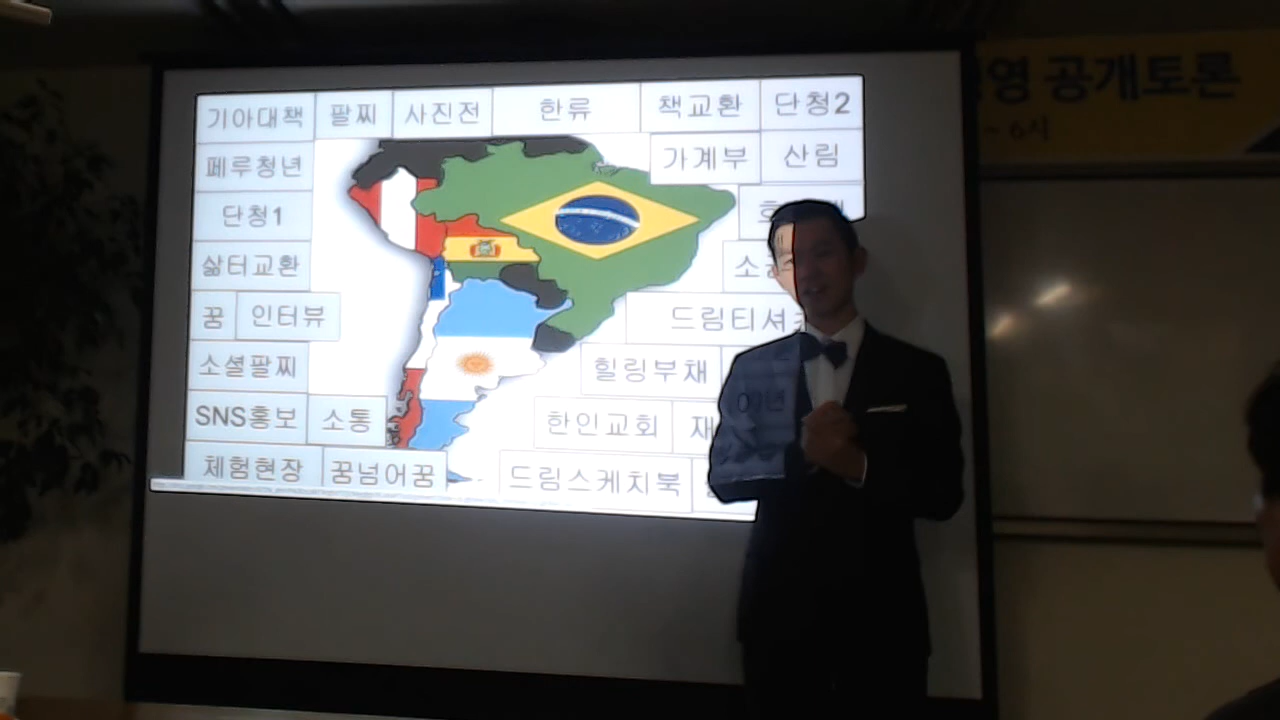 기아대책 팔찌 사진전 한류 책교환 단청2
페루청년 가계부 산림
단청1
삶터교환
꿈 인터뷰 드림티셔
소셜팔찌 힐링부채
SNS홍보 소통 한인교회
체험현장 꿈넘어꿈 드림스케치북
영 공개토론
~ 6시